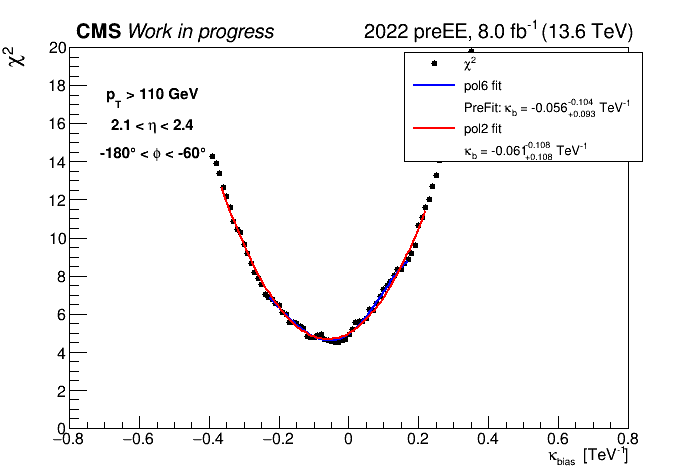 CMS Work in progress
2022 preEE, 8.0 fb⁻¹ (13.6 TeV)
χ²
20
18
16
14
12
10
8
6
4
2
0
p_T > 110 GeV
2.1 < η < 2.4
-180° < ϕ < -60°
χ²
pol6 fit
PreFit: κ_b = -0.056 -0.104 +0.093 TeV⁻¹
pol2 fit
κ_b = -0.061 -0.108 +0.108 TeV⁻¹
−0.8 −0.6 −0.4 −0.2 0 0.2 0.4 0.6 0.8
κ_bias [TeV⁻¹]